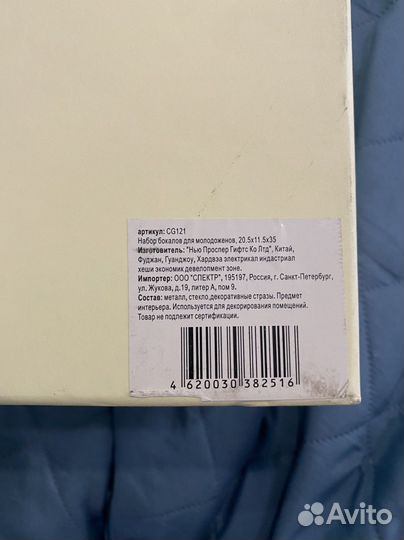 артикул: CG121
Набор бокалов для молодоженов, 20.5х11.5х35
Изготовитель: "Нью Проспер Гифтс Ко Лтд", Китай,
Фуджан, Гуанджоу, Хардвэа электрикал индастриал
хеши экономик девелопмент зоне.
Импортер: ООО "СПЕКТР", 195197, Россия, г. Санкт-Петербург,
ул. Жукова, д.19, литер А, пом 9.
Состав: металл, стекло,декоративные стразы. Предмет
интерьера. Используется для декорирования помещений.
Товар не подлежит сертификации.
4 620030 382516
Avito